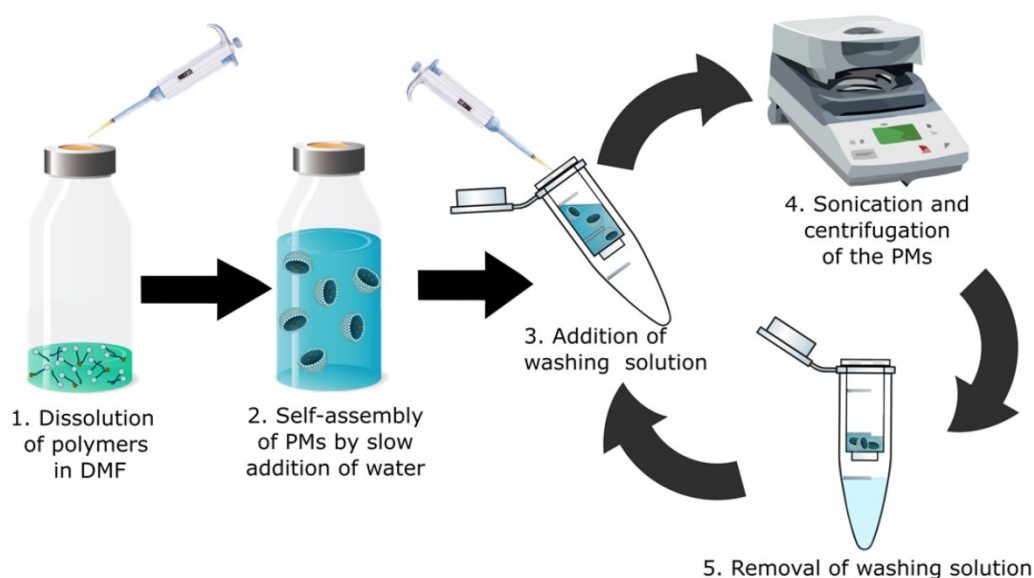 1. Dissolution
of polymers
in DMF
2. Self-assembly
of PMs by slow
addition of water
3. Addition of
washing solution
4. Sonication and
centrifugation
of the PMs
5. Removal of washing solution